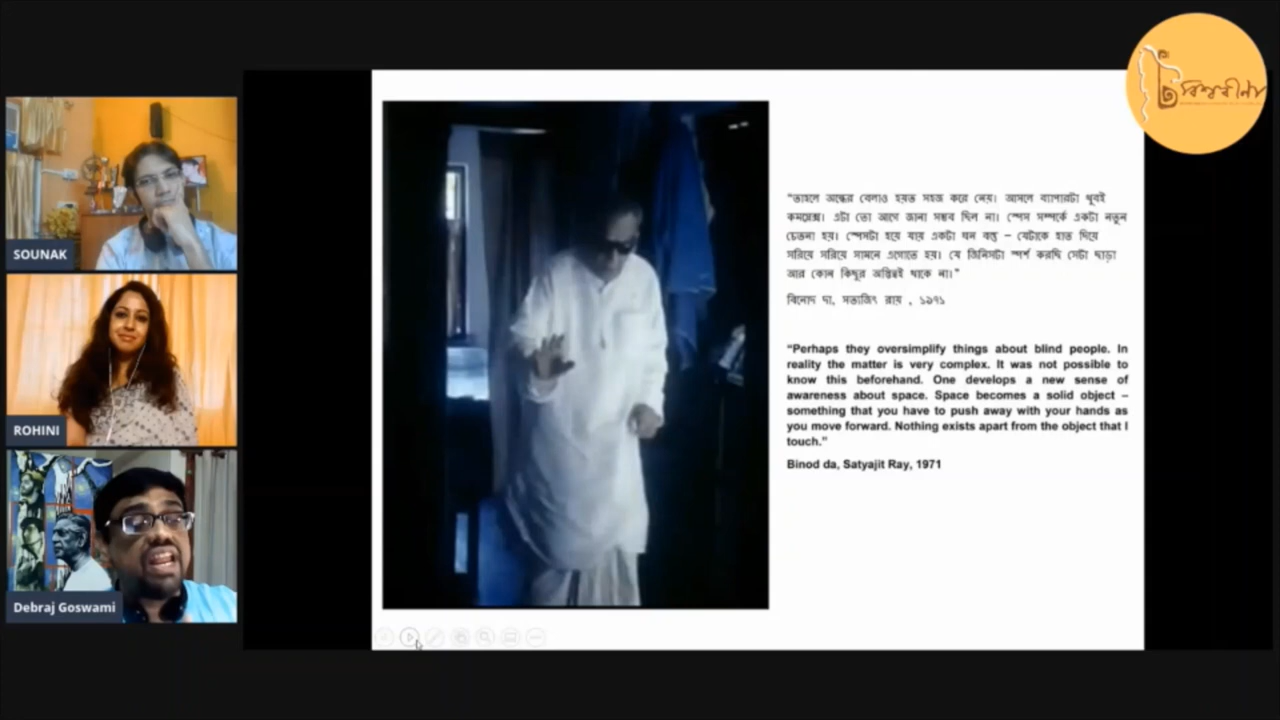 বিশ্ববীণা
SOUNAK
ROHINI
Debraj Goswami
“তাহলে অন্ধের বেলাও হয়ত সহজ করে নেয়। আসলে ব্যাপারটা খুবই
কমপ্লেক্স। এটা তো আগে জানা সম্ভব ছিল না। স্পেস সম্পর্কে একটা নতুন
চেতনা হয়। স্পেসটা হয়ে যায় একটা ঘন বস্তু – যেটাকে হাত দিয়ে
সরিয়ে সরিয়ে সামনে এগোতে হয়। যে জিনিসটা স্পর্শ করছি সেটা ছাড়া
আর কোন কিছুর অস্তিত্বই থাকে না।”
বিনোদ দা, সত্যজিৎ রায় , ১৯৭১
“Perhaps they oversimplify things about blind people. In
reality the matter is very complex. It was not possible to
know this beforehand. One develops a new sense of
awareness about space. Space becomes a solid object –
something that you have to push away with your hands as
you move forward. Nothing exists apart from the object that I
touch.”
Binod da, Satyajit Ray, 1971